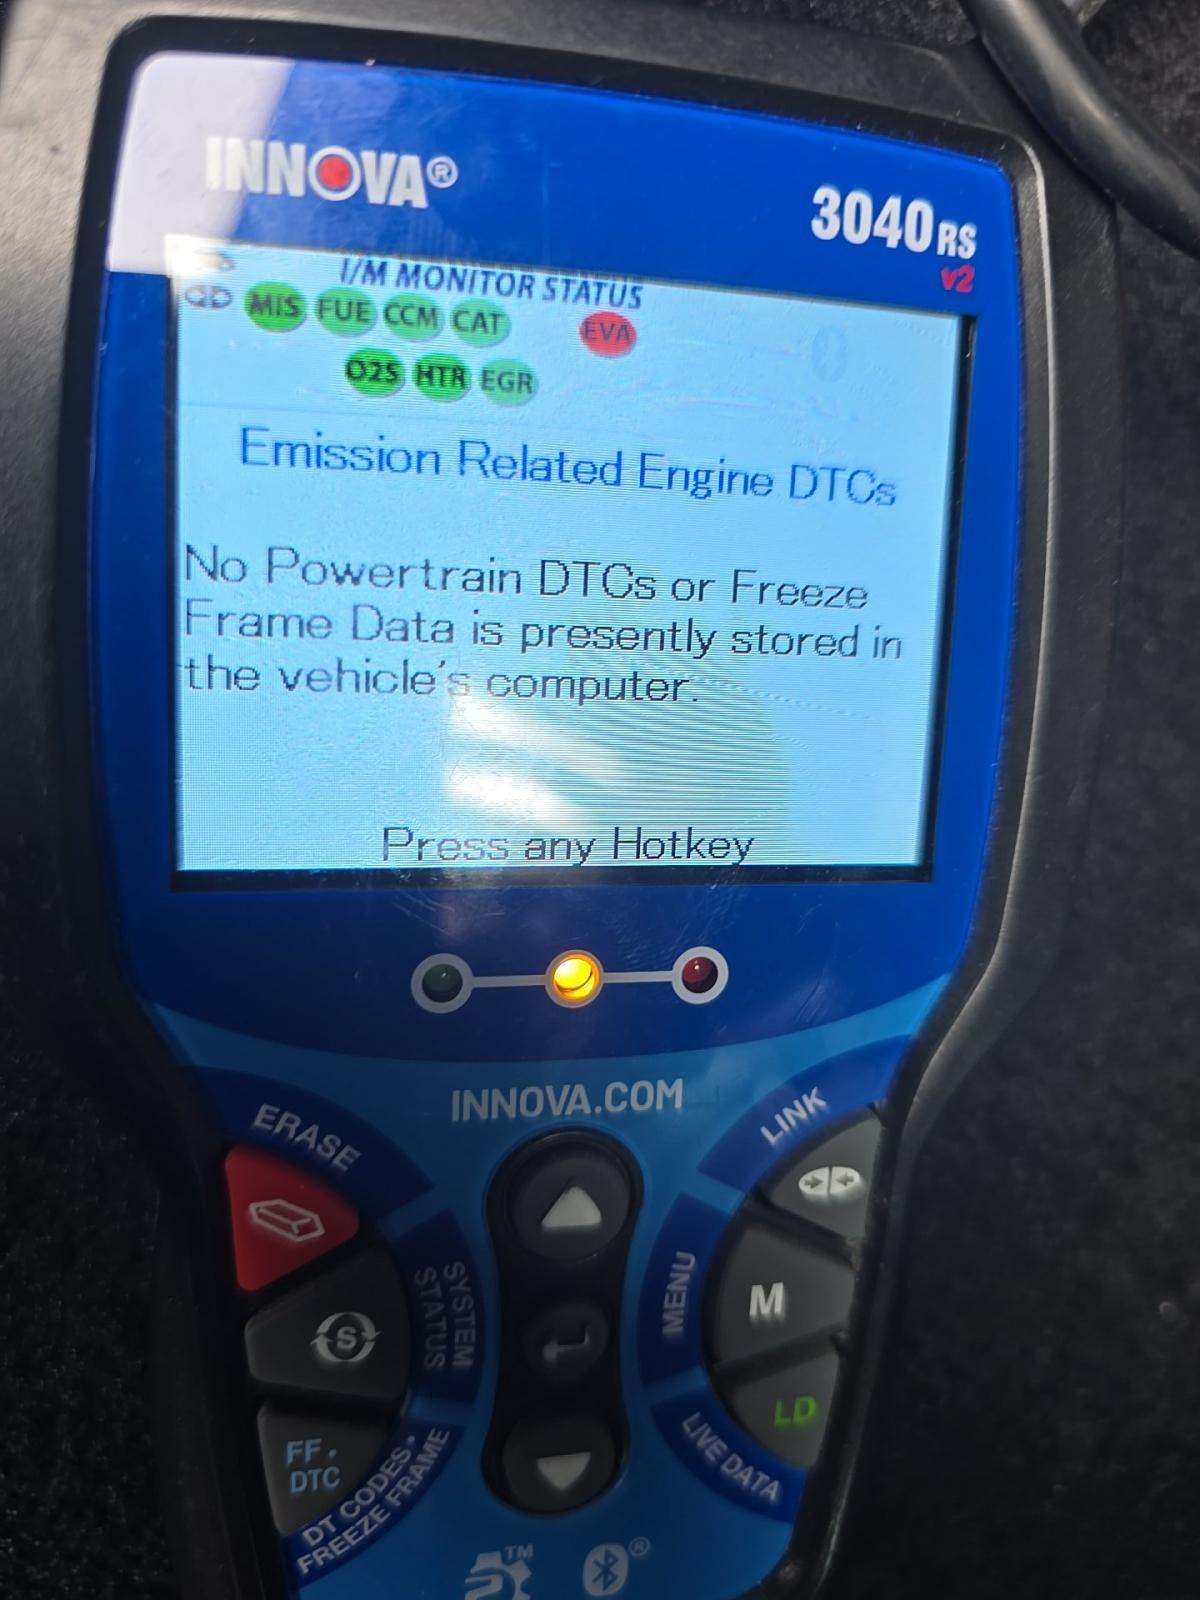 INNOVA®
3040RS
v2
I/M MONITOR STATUS
MIS FUE CCM CAT EVA
O2S HTR EGR
Emission Related Engine DTCs
No Powertrain DTCs or Freeze
Frame Data is presently stored in
the vehicle's computer.
Press any Hotkey
INNOVA.COM
ERASE
LINK
S
SYSTEM
STATUS
MENU
M
FF.
DTC
DT CODES.
FREEZE FRAME
LIVE DATA
LD
TM
®